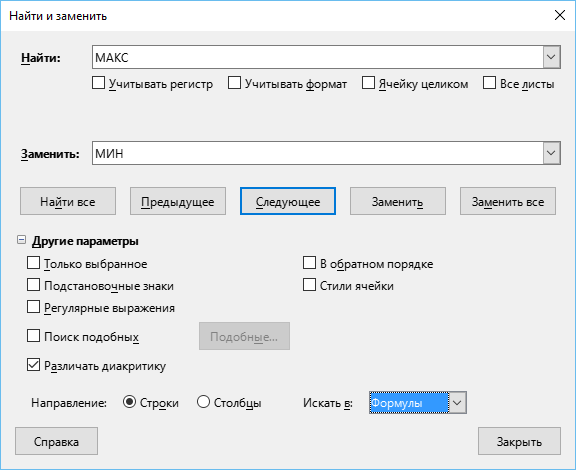 Найти и заменить
Найти: МАКС
Учитывать регистр Учитывать формат Ячейку целиком Все листы
Заменить: МИН
Найти все Предыдущее Следующее Заменить Заменить все
Другие параметры
Только выбранное В обратном порядке
Подстановочные знаки Стили ячейки
Регулярные выражения
Поиск подобных Подобные...
Различать диакритику
Направление: Строки Столбцы Искать в: Формулы
Справка Закрыть